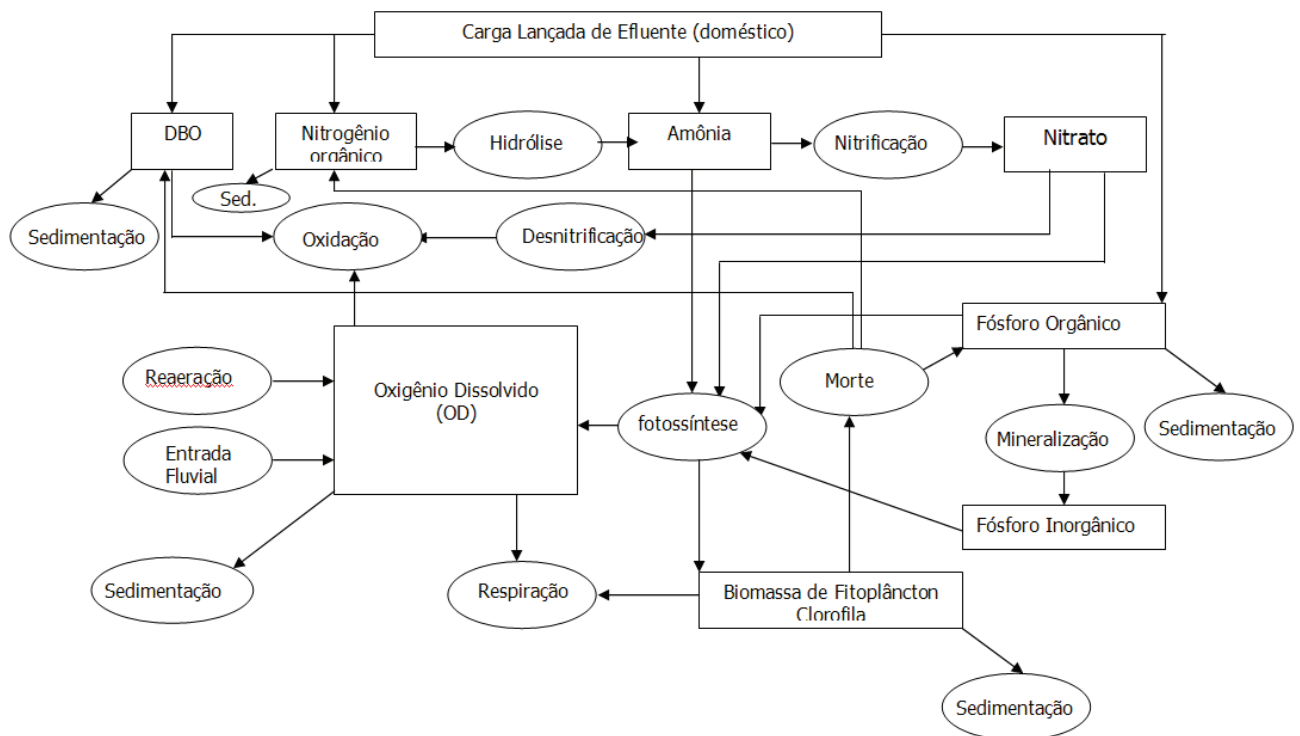 Carga Lançada de Efluente (doméstico)
DBO
Nitrogênio
orgânico
Hidrólise
Amônia
Nitrificação
Nitrato
Sed.
Sedimentação
Oxidação
Desnitrificação
Fósforo Orgânico
Reaeração
Oxigênio Dissolvido
(OD)
Morte
fotossíntese
Mineralização
Sedimentação
Entrada
Fluvial
Fósforo Inorgânico
Sedimentação
Respiração
Biomassa de Fitoplâncton
Clorofila
Sedimentação